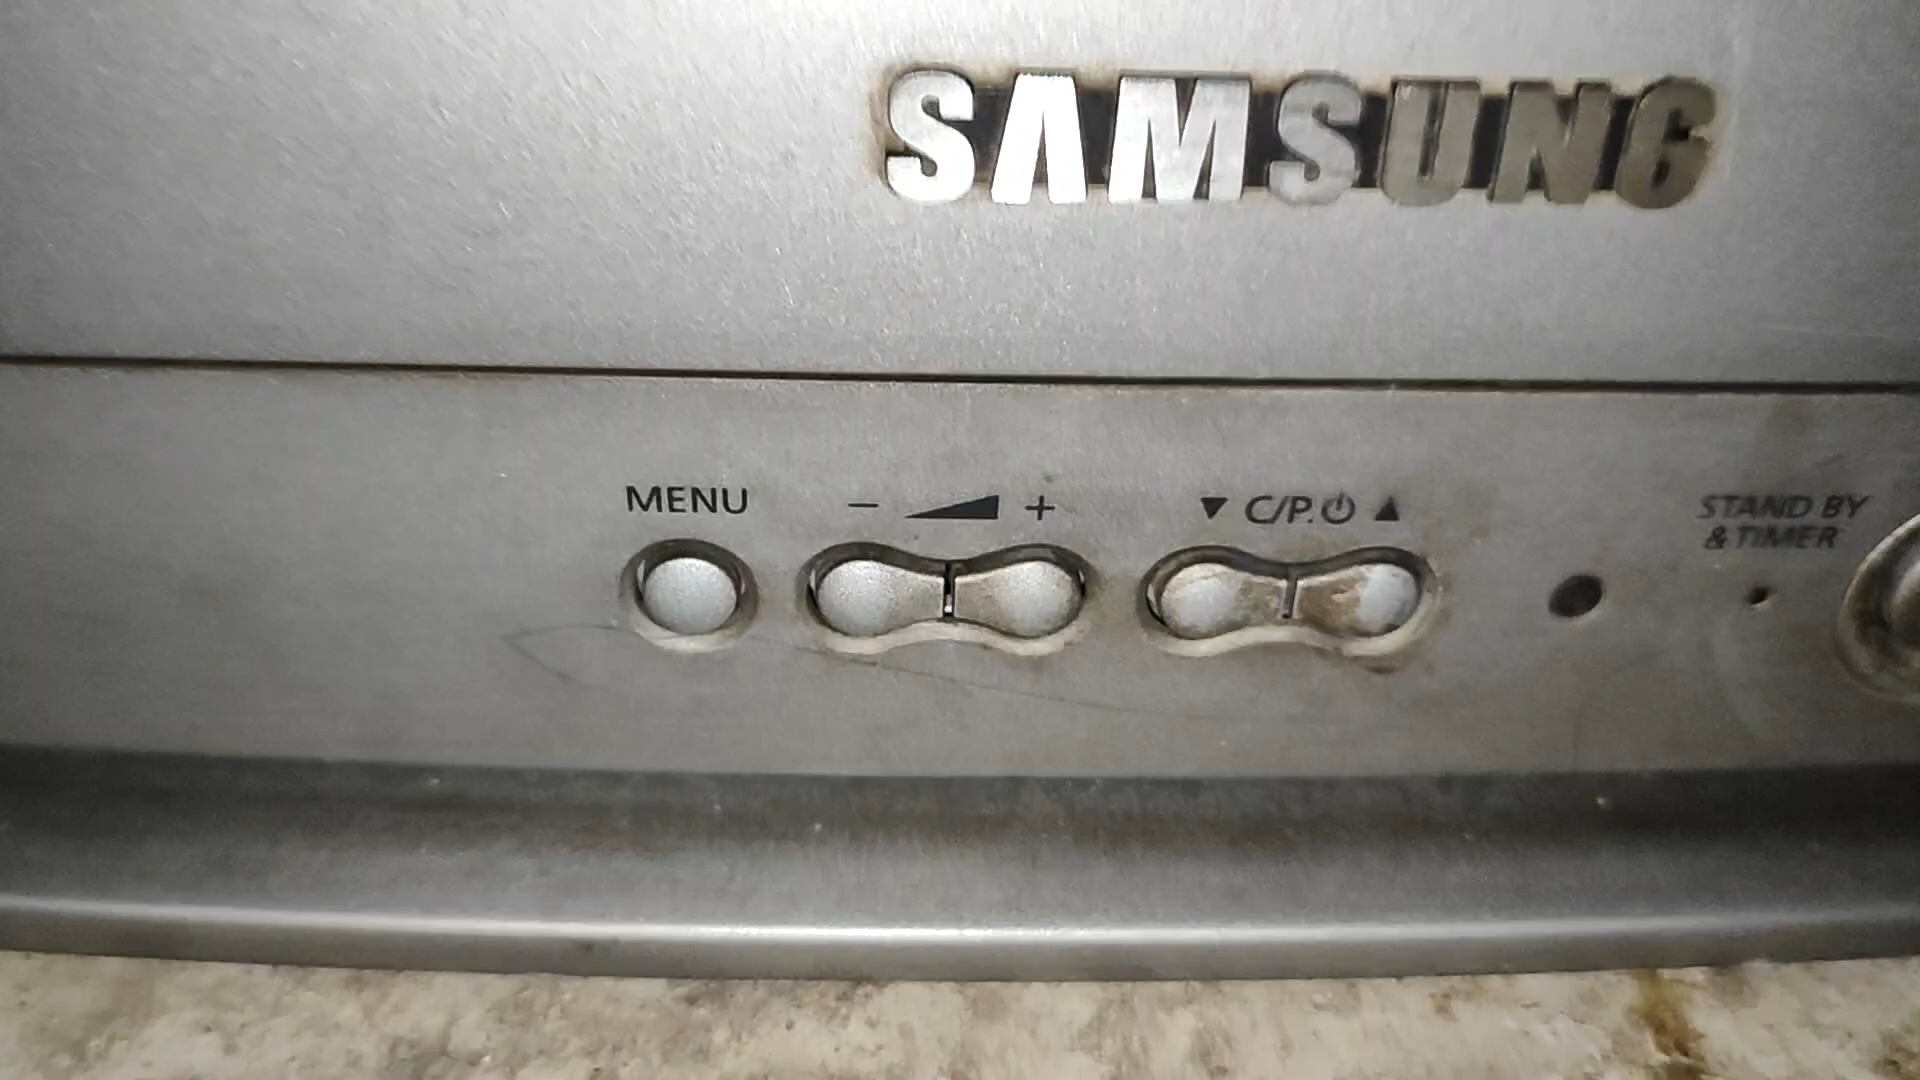 SAMSUNG
MENU
− +
▼ C/P.⏻ ▲
STAND BY
& TIMER